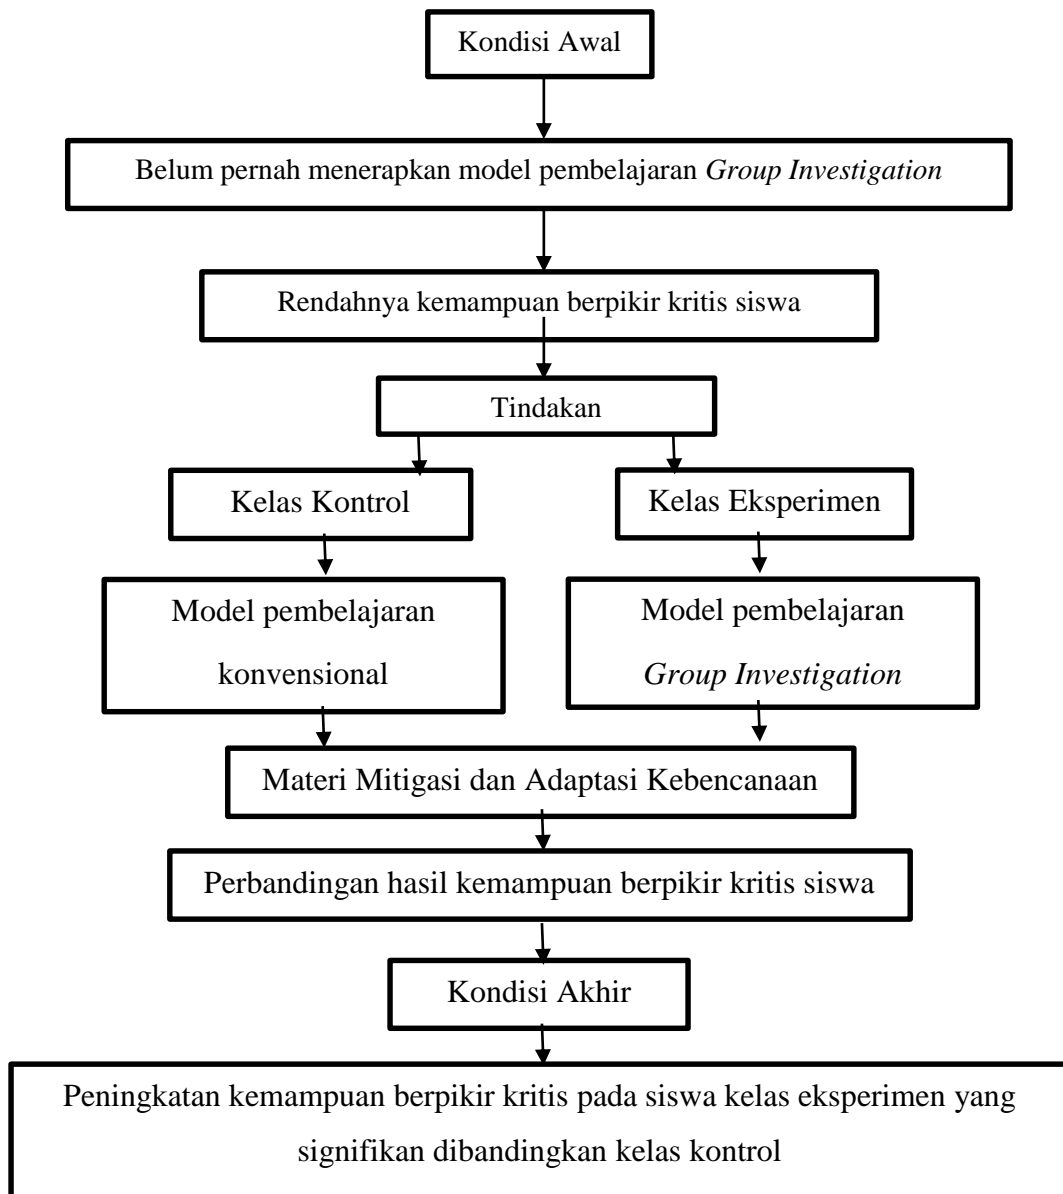 Kondisi Awal
Belum pernah menerapkan model pembelajaran Group Investigation
Rendahnya kemampuan berpikir kritis siswa
Tindakan
Kelas Kontrol
Kelas Eksperimen
Model pembelajaran
konvensional
Model pembelajaran
Group Investigation
Materi Mitigasi dan Adaptasi Kebencanaan
Perbandingan hasil kemampuan berpikir kritis siswa
Kondisi Akhir
Peningkatan kemampuan berpikir kritis pada siswa kelas eksperimen yang
signifikan dibandingkan kelas kontrol